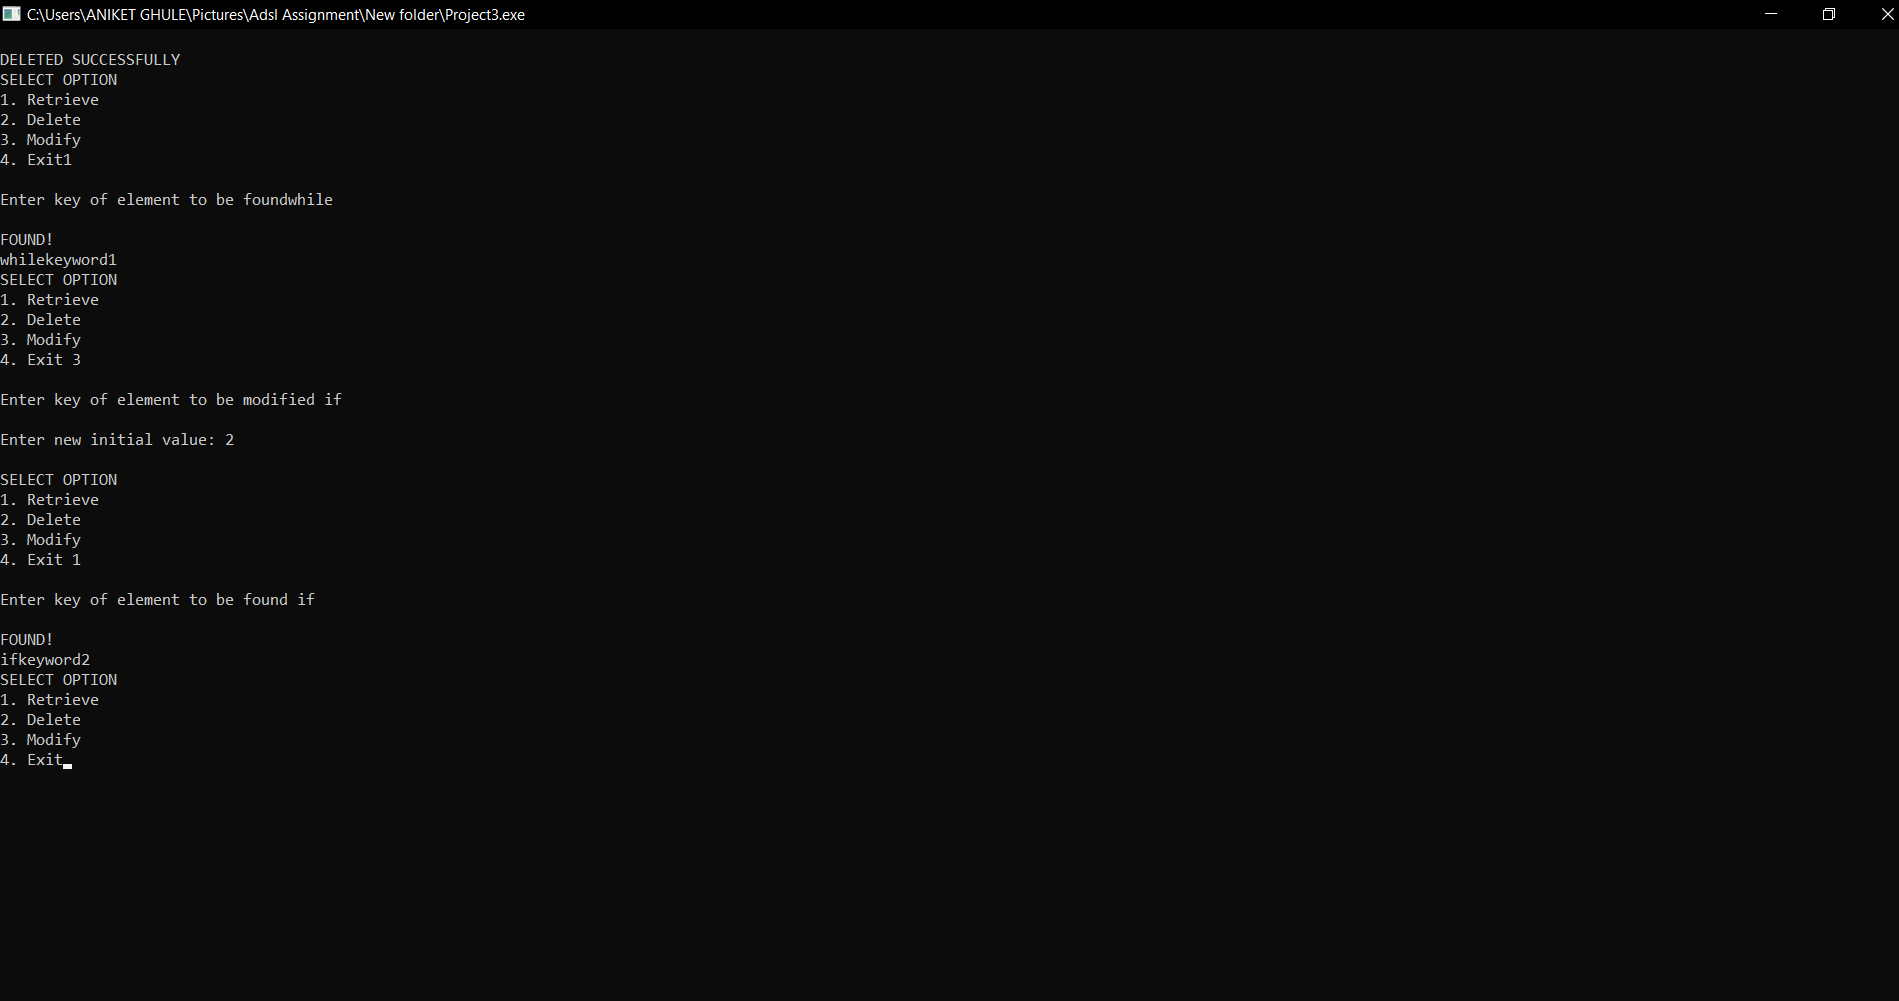 C:\Users\ANIKET GHULE\Pictures\Adsl Assignment\New folder\Project3.exe
DELETED SUCCESSFULLY
SELECT OPTION
1. Retrieve
2. Delete
3. Modify
4. Exit1
Enter key of element to be foundwhile
FOUND!
whilekeyword1
SELECT OPTION
1. Retrieve
2. Delete
3. Modify
4. Exit 3
Enter key of element to be modified if
Enter new initial value: 2
SELECT OPTION
1. Retrieve
2. Delete
3. Modify
4. Exit 1
Enter key of element to be found if
FOUND!
ifkeyword2
SELECT OPTION
1. Retrieve
2. Delete
3. Modify
4. Exit